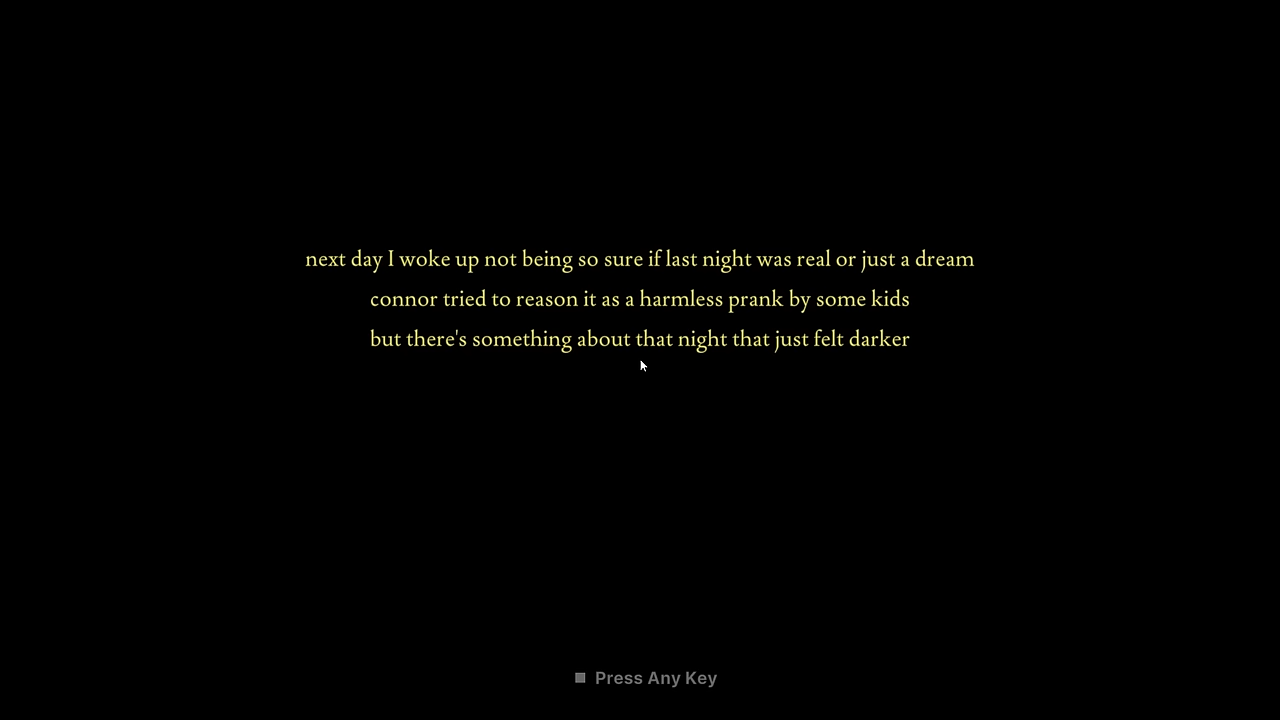 next day I woke up not being so sure if last night was real or just a dream
connor tried to reason it as a harmless prank by some kids
but there's something about that night that just felt darker
Press Any Key